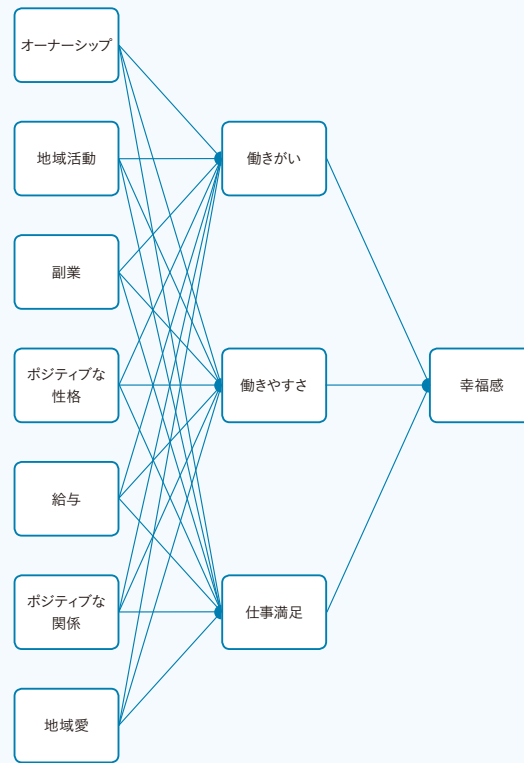 オーナーシップ
地域活動
副業
ポジティブな
性格
給与
ポジティブな
関係
地域愛
働きがい
働きやすさ
仕事満足
幸福感